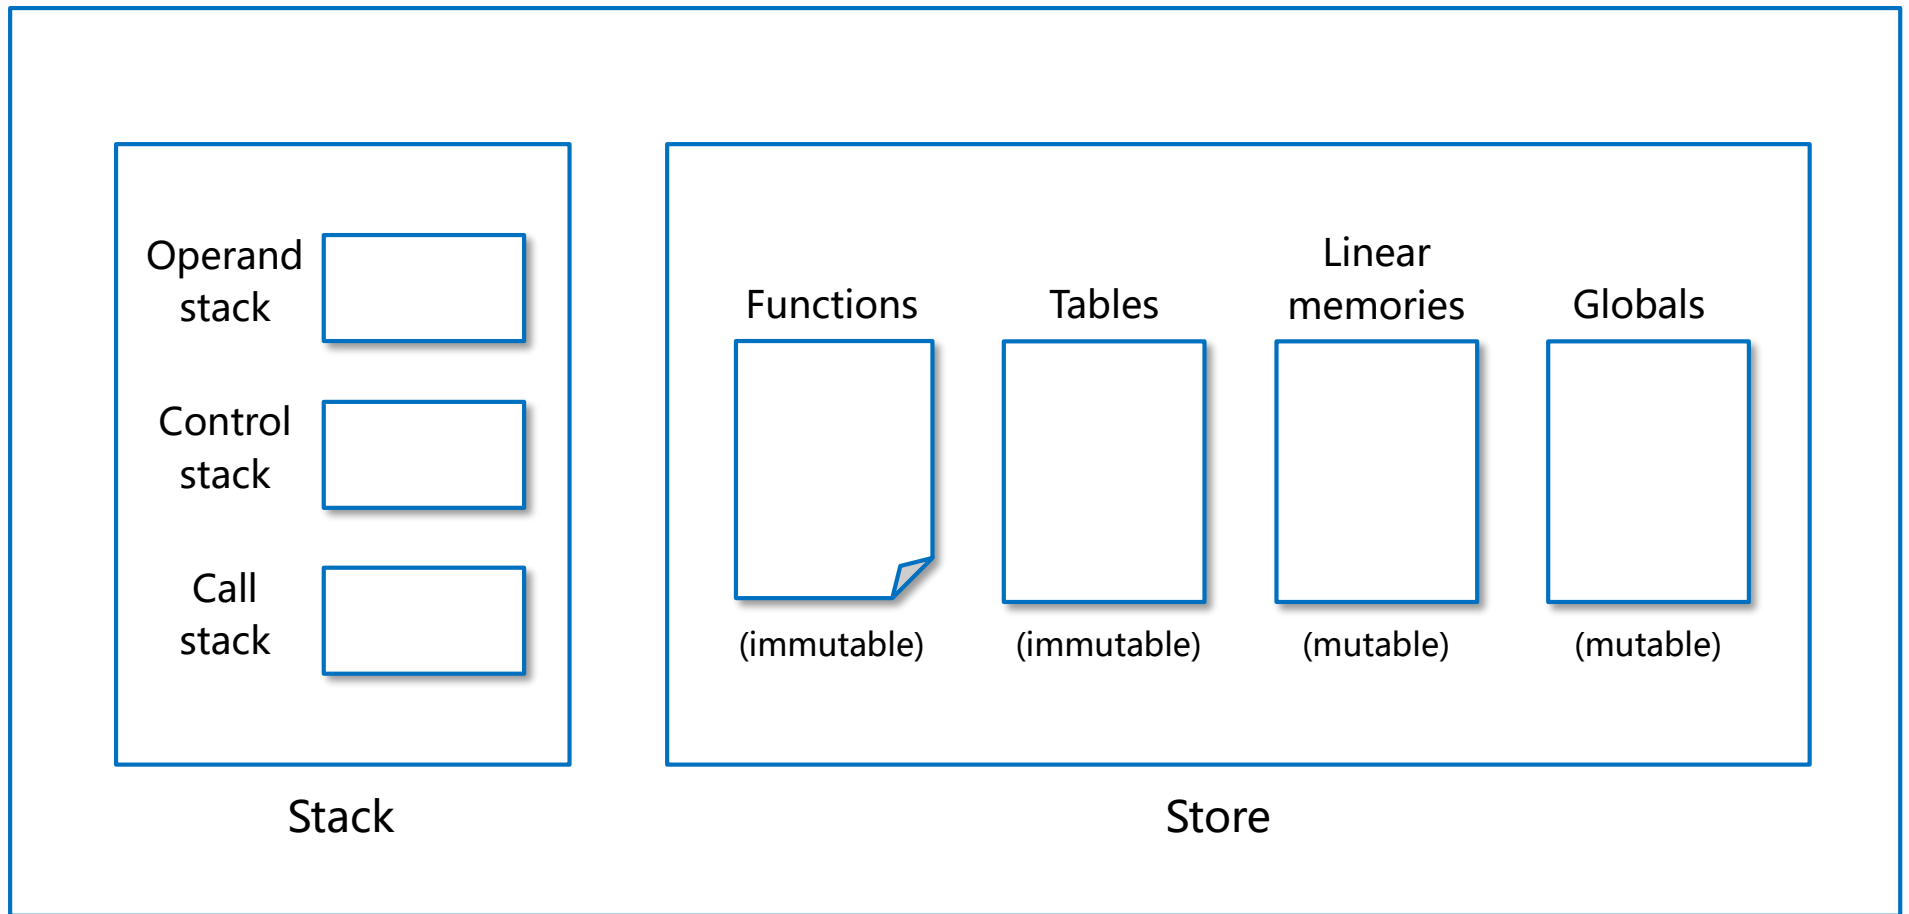 Operand
stack
Control
stack
Call
stack
Stack
Functions
(immutable)
Tables
(immutable)
Linear
memories
(mutable)
Globals
(mutable)
Store